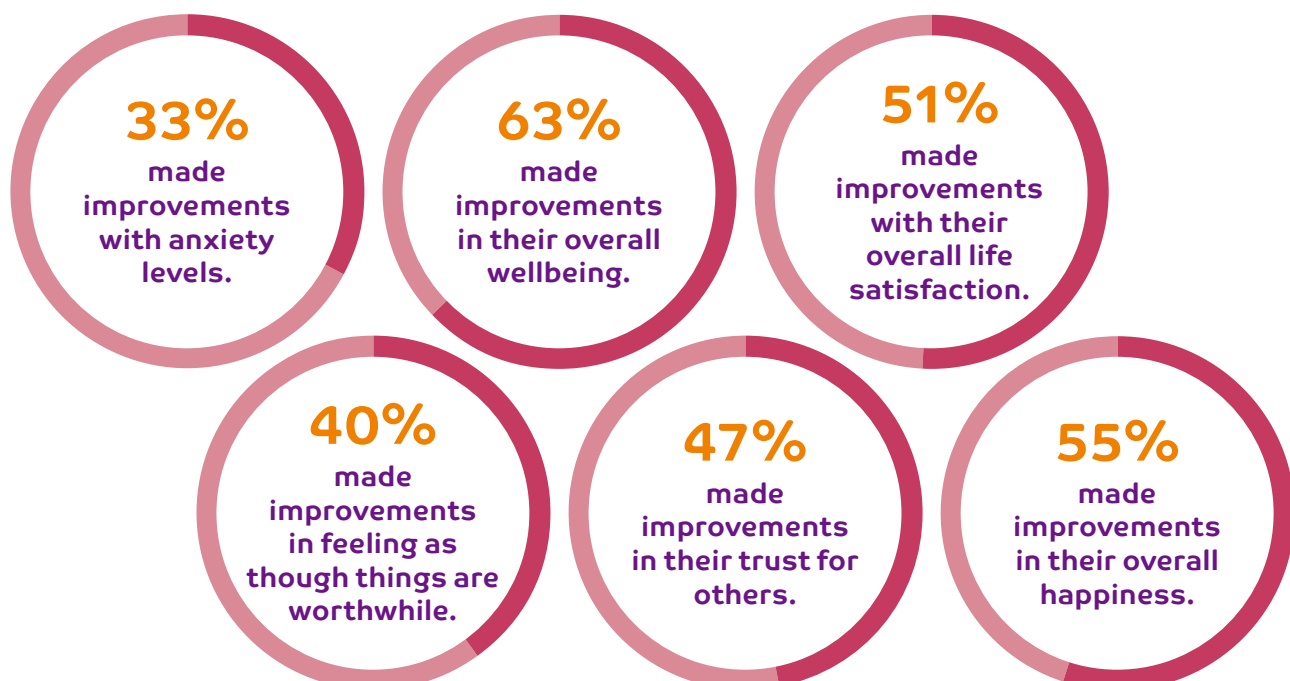 33%
made
improvements
with anxiety
levels.
63%
made
improvements
in their overall
wellbeing.
51%
made
improvements
with their
overall life
satisfaction.
40%
made
improvements
in feeling as
though things are
worthwhile.
47%
made
improvements
in their trust for
others.
55%
made
improvements
in their overall
happiness.